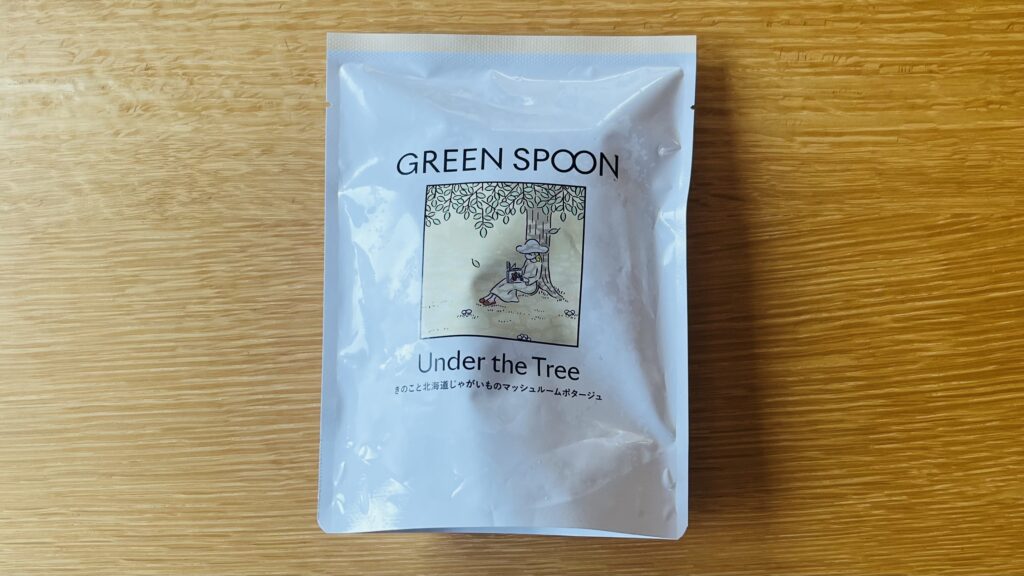 GREEN SPOON
Under the Tree
きのこと北海道じゃがいものマッシュルームポタージュ